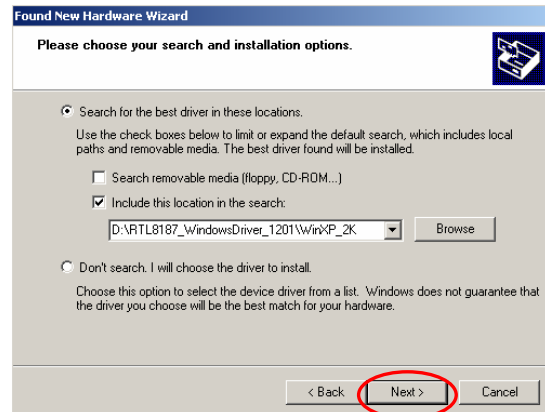 Found New Hardware Wizard
Please choose your search and installation options.
Search for the best driver in these locations.
Use the check boxes below to limit or expand the default search, which includes local
paths and removable media. The best driver found will be installed.
Search removable media (floppy, CD-ROM...)
Include this location in the search:
D:\RTL8187_WindowsDriver_1201\WinXP_2K
Browse
Don't search. I will choose the driver to install.
Choose this option to select the device driver from a list. Windows does not guarantee that
the driver you choose will be the best match for your hardware.
< Back
Next >
Cancel